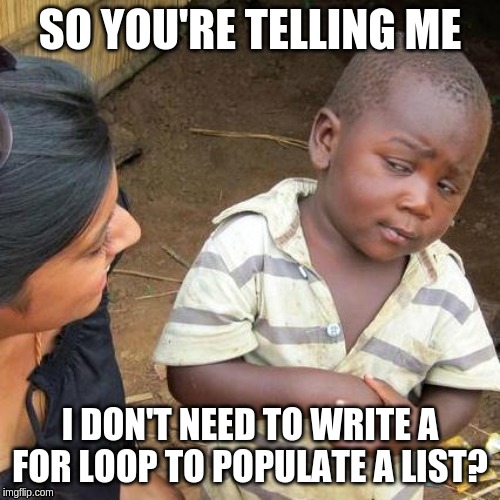 SO YOU'RE TELLING ME
I DON'T NEED TO WRITE A
FOR LOOP TO POPULATE A LIST?
imgflip.com